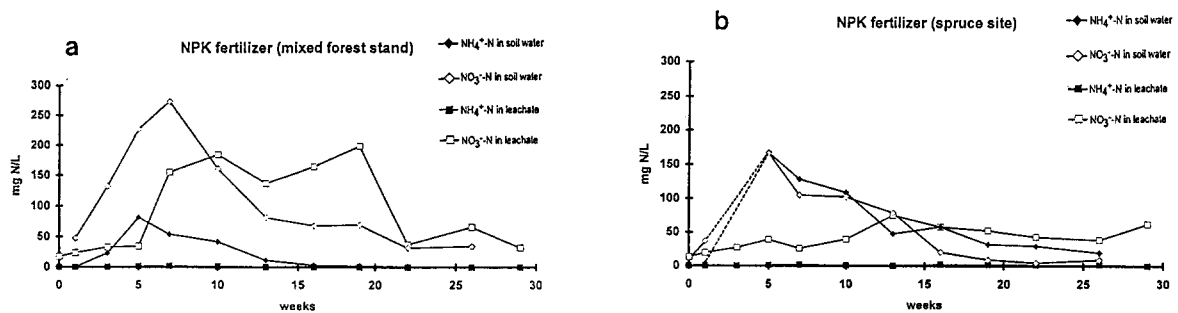 a
NPK fertilizer (mixed forest stand)
NH₄⁺-N in soil water
NO₃⁻-N in soil water
NH₄⁺-N in leachate
NO₃⁻-N in leachate
mg N/L
300
250
200
150
100
50
0
0 5 10 15 20 25 30
weeks
b
NPK fertilizer (spruce site)
NH₄⁺-N in soil water
NO₃⁻-N in soil water
NH₄⁺-N in leachate
NO₃⁻-N in leachate
mg N/L
300
250
200
150
100
50
0
0 5 10 15 20 25 30
weeks